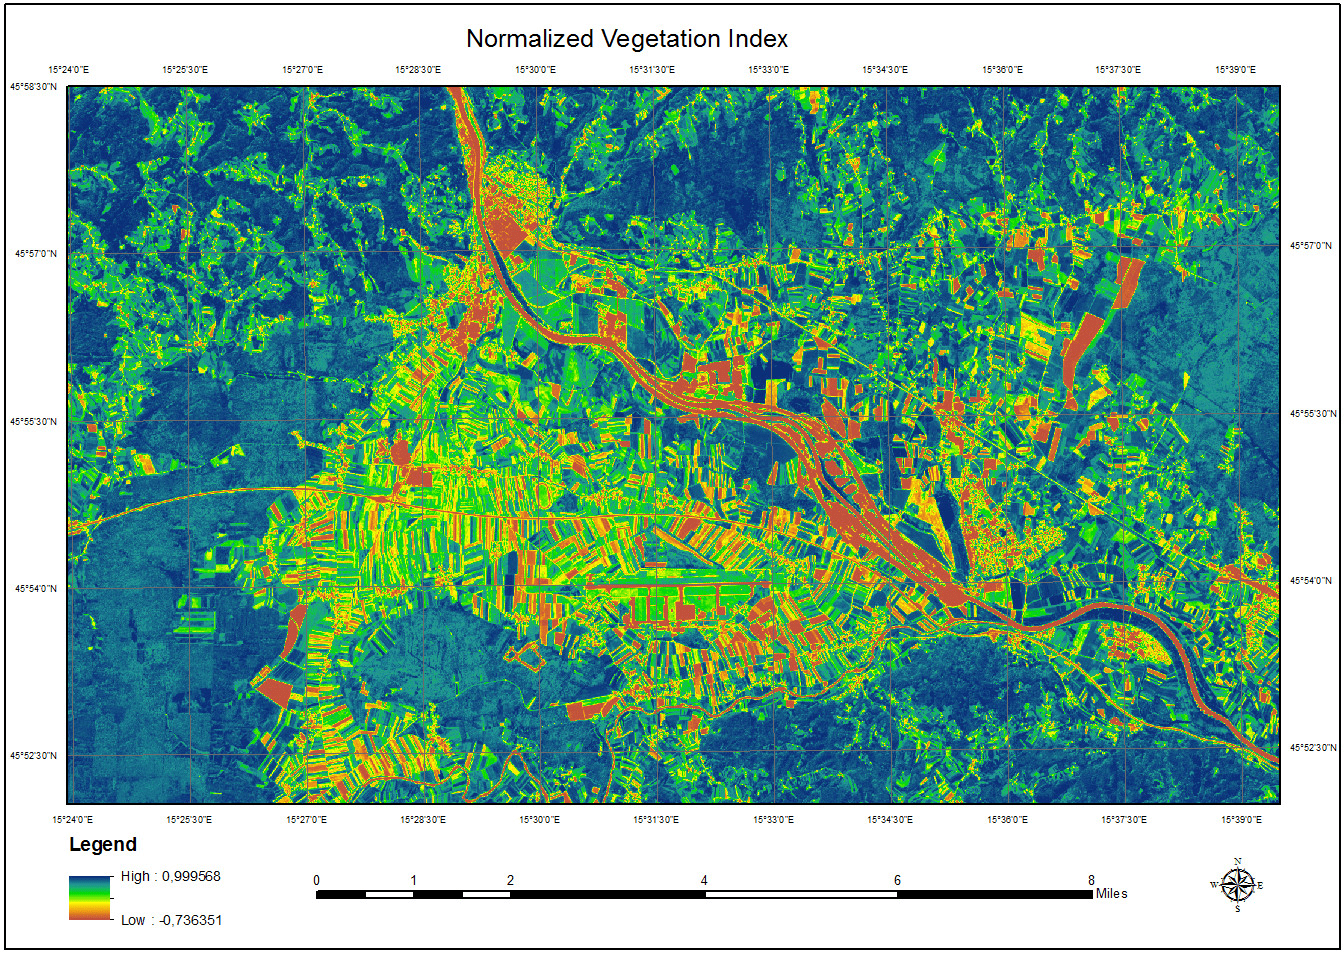 Normalized Vegetation Index
15°24'0"E 15°25'30"E 15°27'0"E 15°28'30"E 15°30'0"E 15°31'30"E 15°33'0"E 15°34'30"E 15°36'0"E 15°37'30"E 15°39'0"E
45°58'30"N
45°57'0"N 45°57'0"N
45°55'30"N 45°55'30"N
45°54'0"N 45°54'0"N
45°52'30"N 45°52'30"N
15°24'0"E 15°25'30"E 15°27'0"E 15°28'30"E 15°30'0"E 15°31'30"E 15°33'0"E 15°34'30"E 15°36'0"E 15°37'30"E 15°39'0"E
Legend
High : 0,999568
Low : -0,736351
0 1 2 4 6 8
Miles
N
W E
S